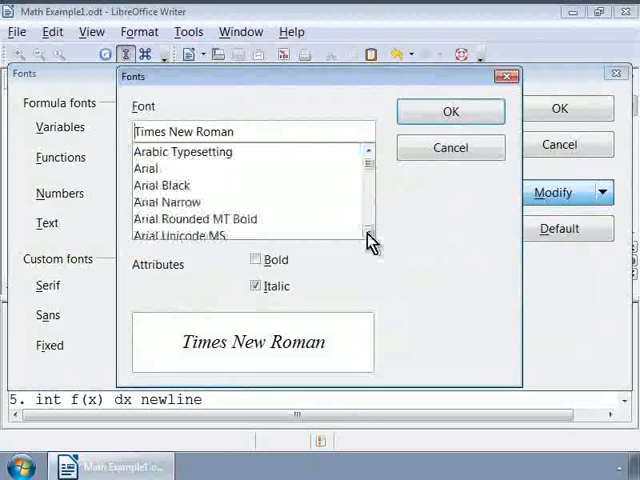 Math Example1.odt - LibreOffice Writer
File Edit View Format Tools Window Help
Fonts
Fonts
Formula fonts
Variables
Functions
Numbers
Text
Custom fonts
Serif
Sans
Fixed
Font
Times New Roman
Arabic Typesetting
Arial
Arial Black
Arial Narrow
Arial Rounded MT Bold
Arial Unicode MS
Attributes
Bold
Italic
Times New Roman
OK
Cancel
OK
Cancel
Modify
Default
5. int f(x) dx newline
Math Example1.o...